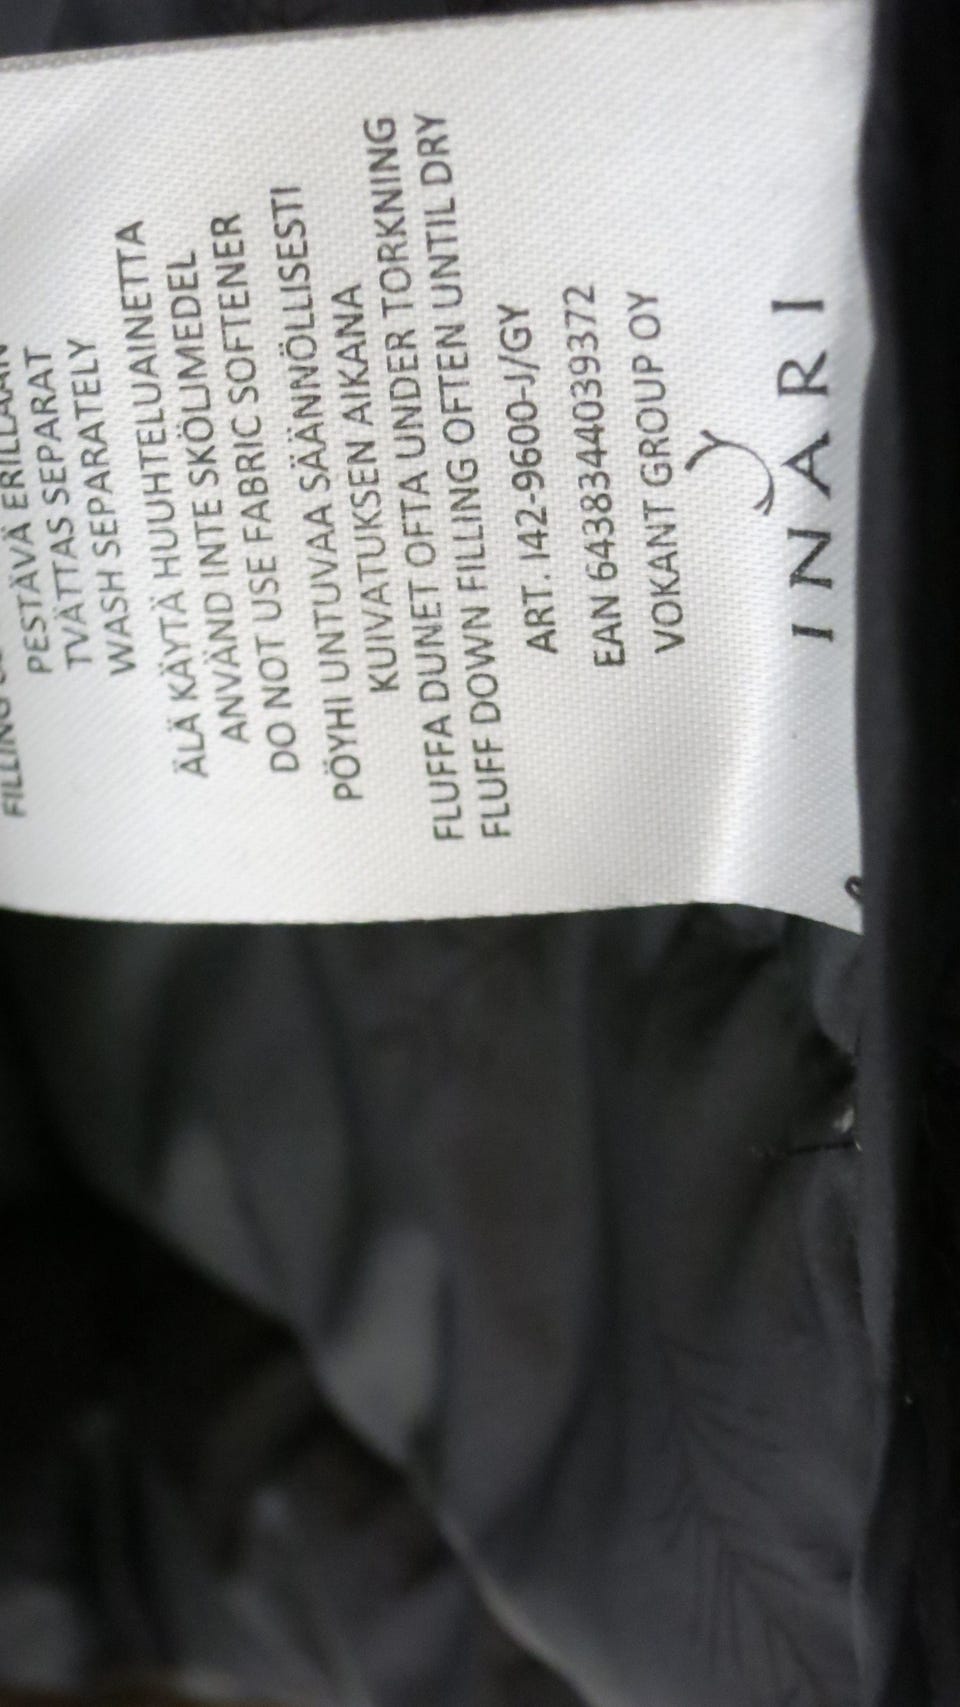 PESTÄVÄ ERILLÄÄN
TVÄTTAS SEPARAT
WASH SEPARATELY
ÄLÄ KÄYTÄ HUUHTELUAINETTA
ANVÄND INTE SKÖLJMEDEL
DO NOT USE FABRIC SOFTENER
PÖYHI UNTUVAA SÄÄNNÖLLISESTI
KUIVATUKSEN AIKANA
FLUFFA DUNET OFTA UNDER TORKNING
FLUFF DOWN FILLING OFTEN UNTIL DRY
ART. I42-9600-J/GY
EAN 6438344039372
VOKANT GROUP OY
INARI